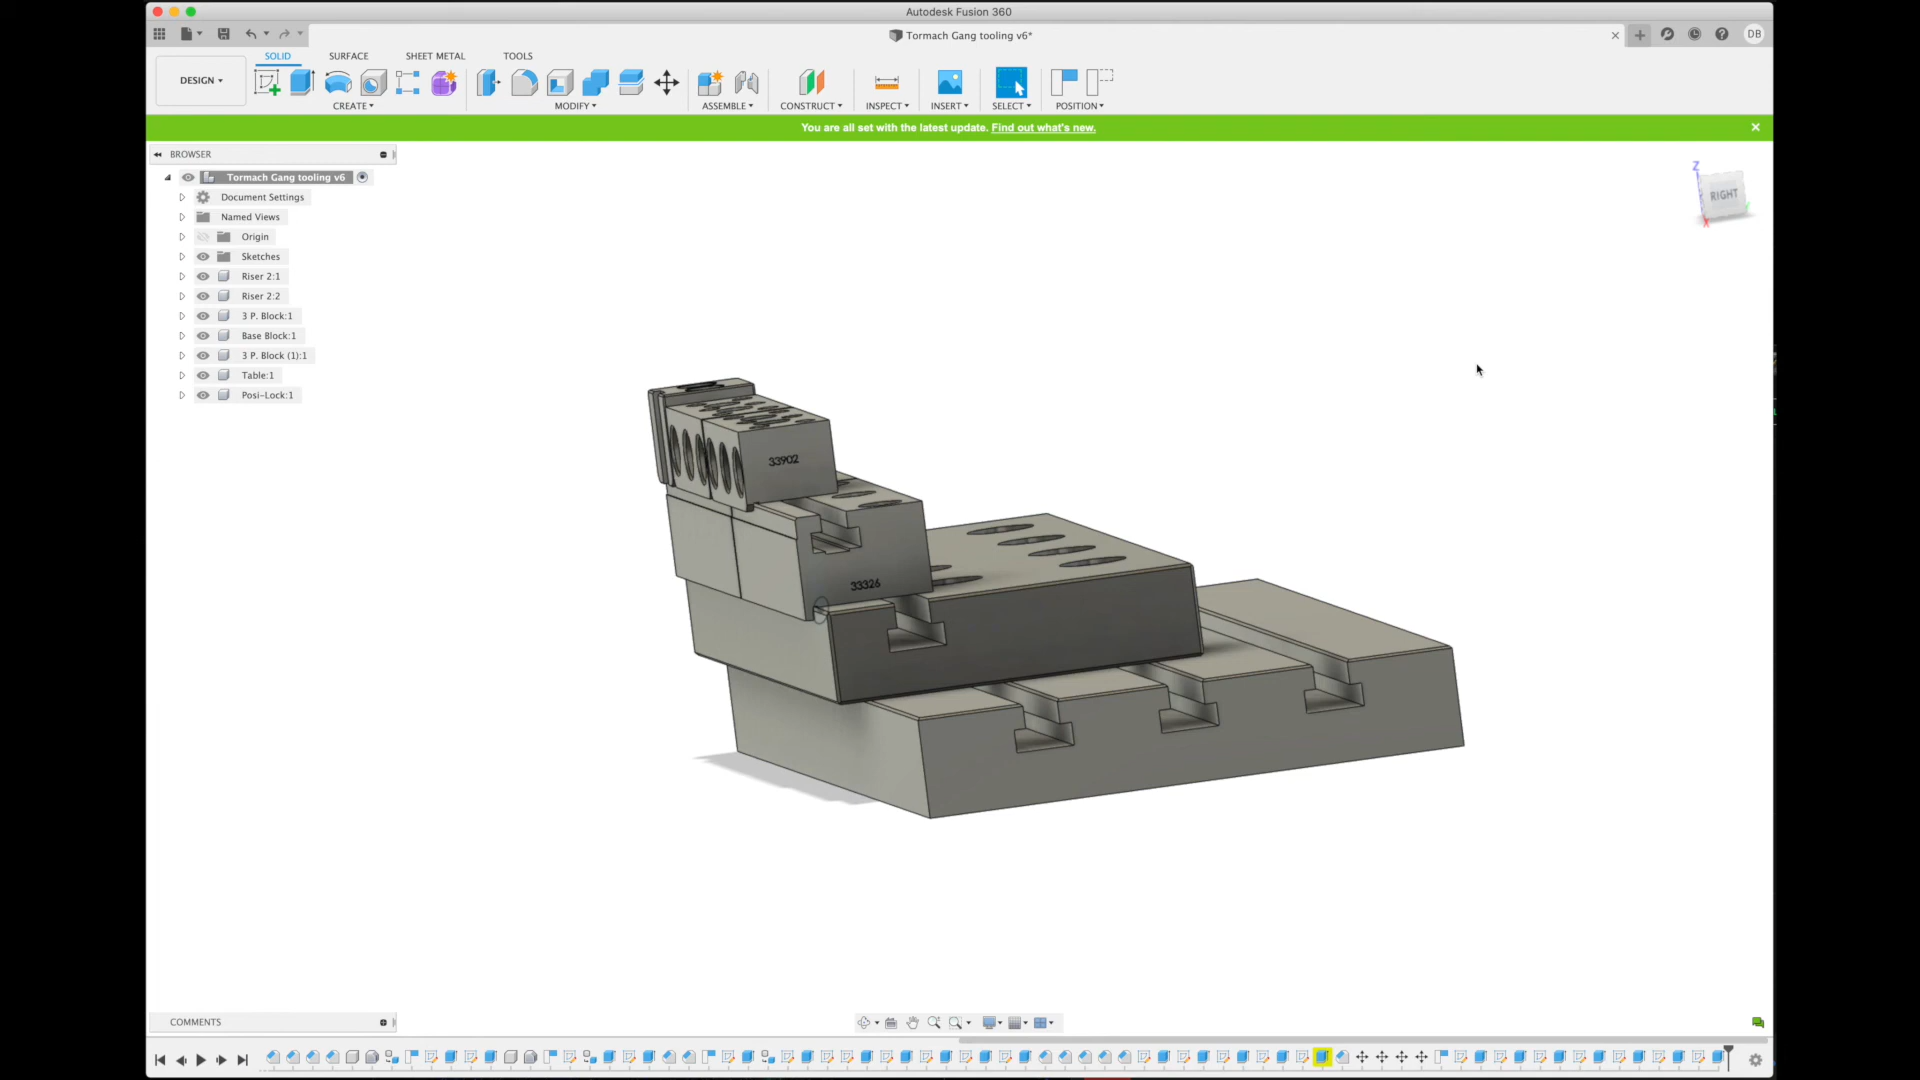 Autodesk Fusion 360
Tormach Gang tooling v6*
DB
DESIGN
SOLID
SURFACE
SHEET METAL
TOOLS
CREATE
MODIFY
ASSEMBLE
CONSTRUCT
INSPECT
INSERT
SELECT
POSITION
You are all set with the latest update. Find out what's new.
BROWSER
Tormach Gang tooling v6
Document Settings
Named Views
Origin
Sketches
Riser 2:1
Riser 2:2
3 P. Block:1
Base Block:1
3 P. Block (1):1
Table:1
Posi-Lock:1
Z
RIGHT
X
33902
33326
COMMENTS